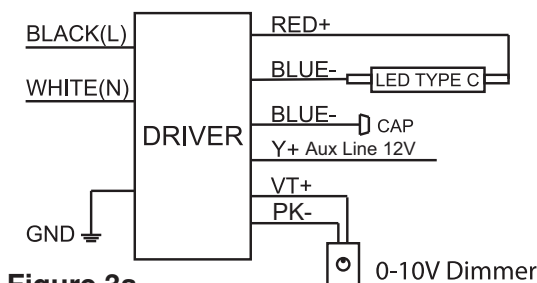 BLACK(L)
WHITE(N)
GND
DRIVER
RED+
BLUE-
LED TYPE C
BLUE-
CAP
Y+ Aux Line 12V
VT+
PK-
0-10V Dimmer